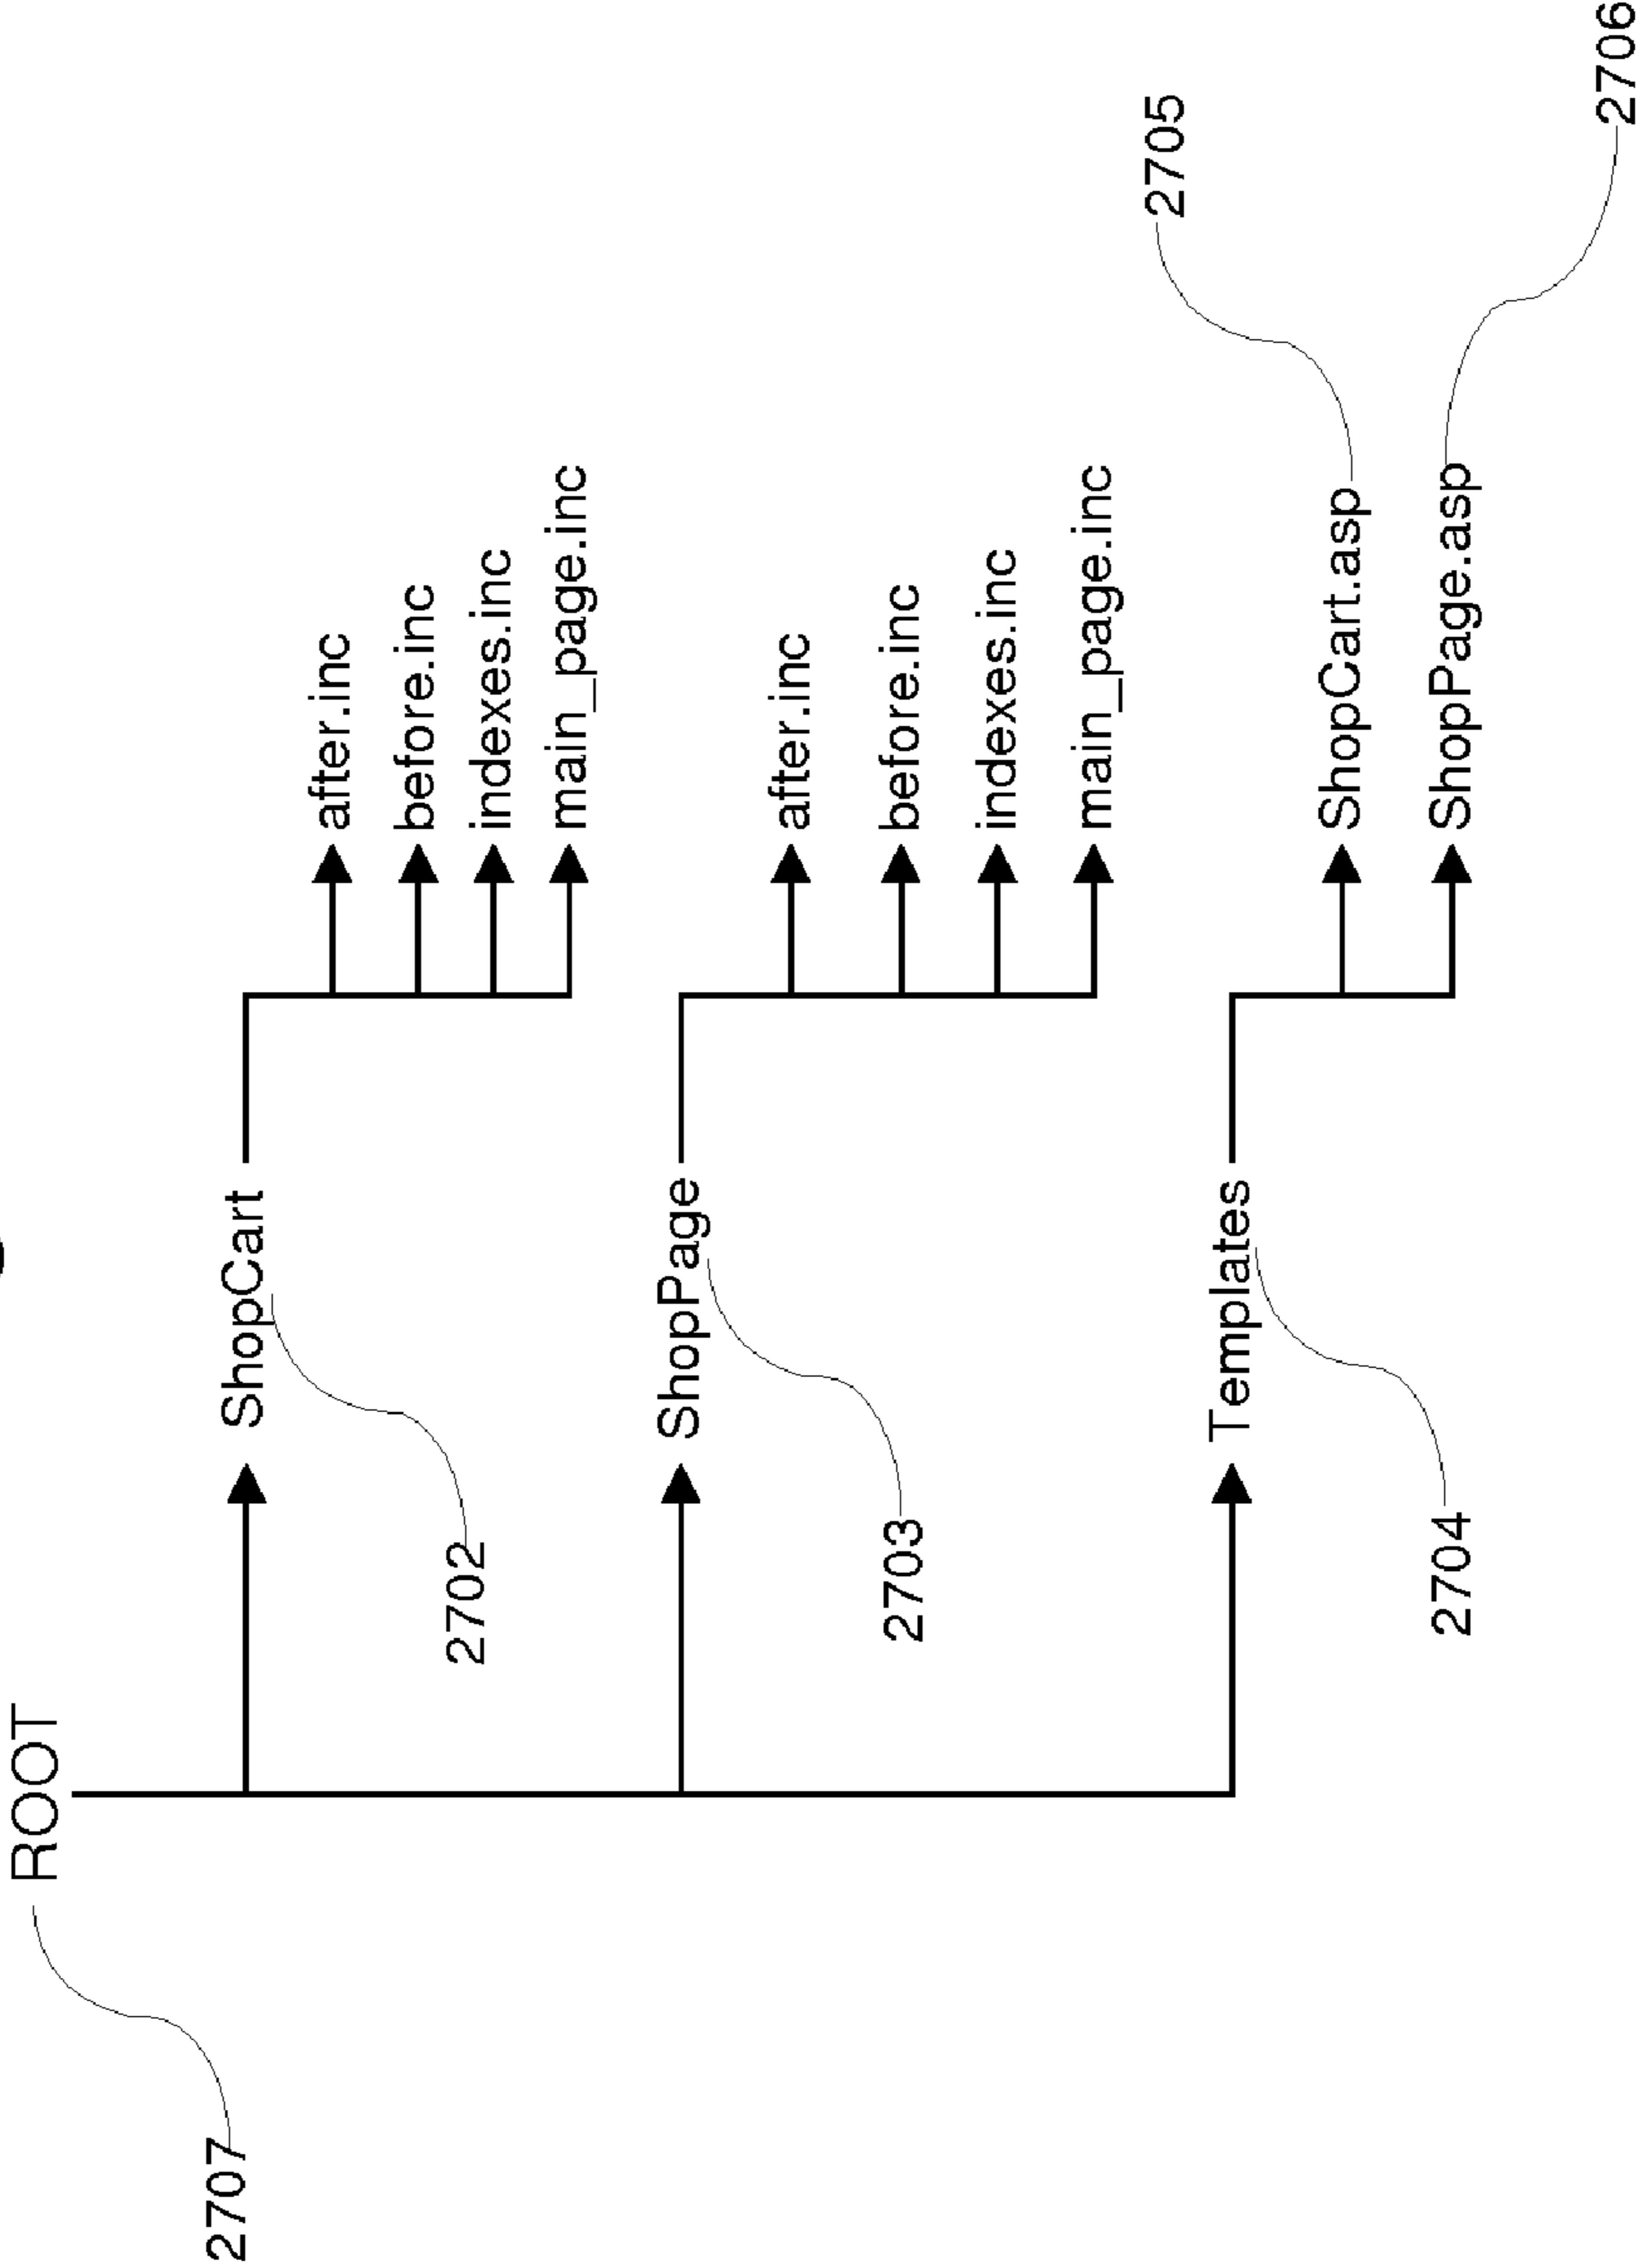 ROOT
2707
ShopCart
2702
after.inc
before.inc
indexes.inc
main_page.inc
ShopPage
2703
after.inc
before.inc
indexes.inc
main_page.inc
Templates
2704
ShopCart.asp
2705
ShopPage.asp
2706